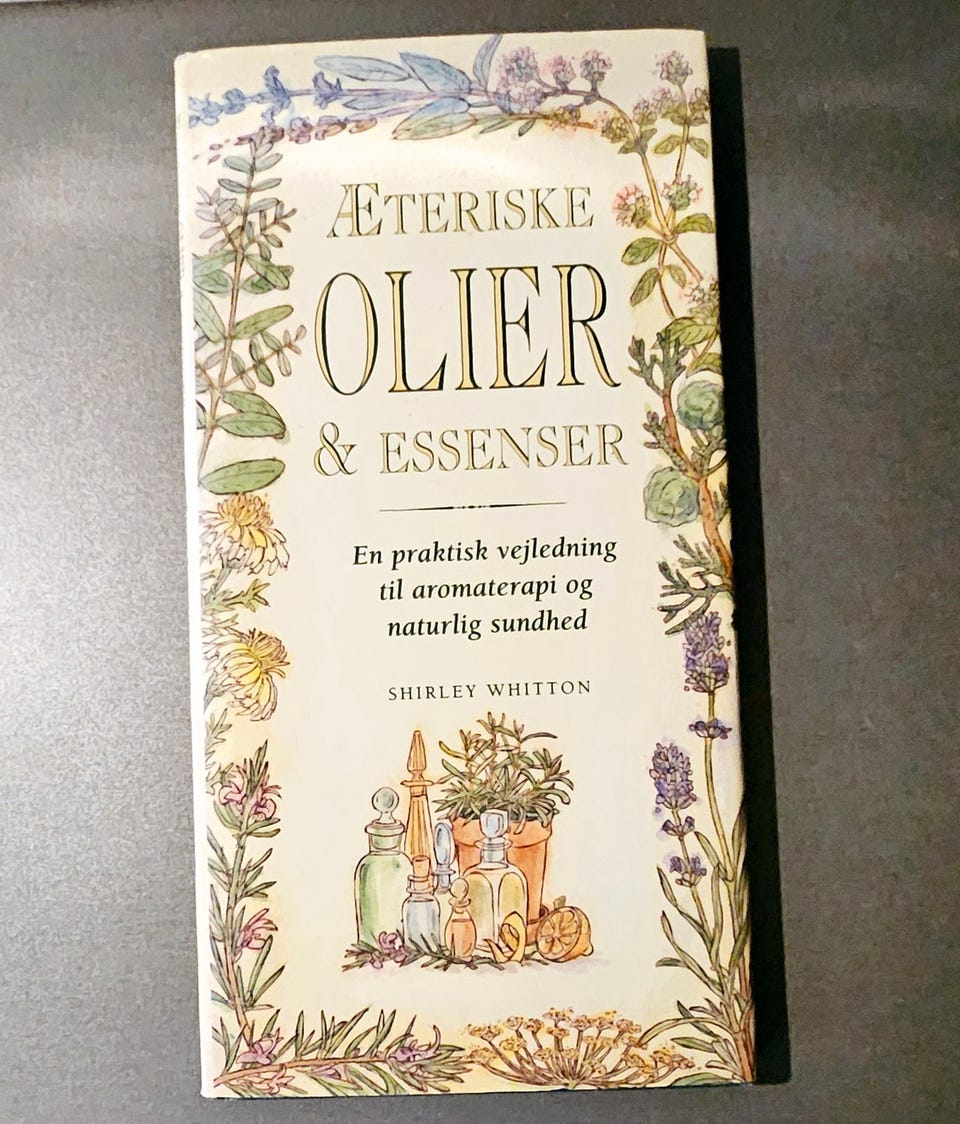 ÆTERISKE
OLIER
& ESSENSER
En praktisk vejledning
til aromaterapi og
naturlig sundhed
SHIRLEY WHITTON